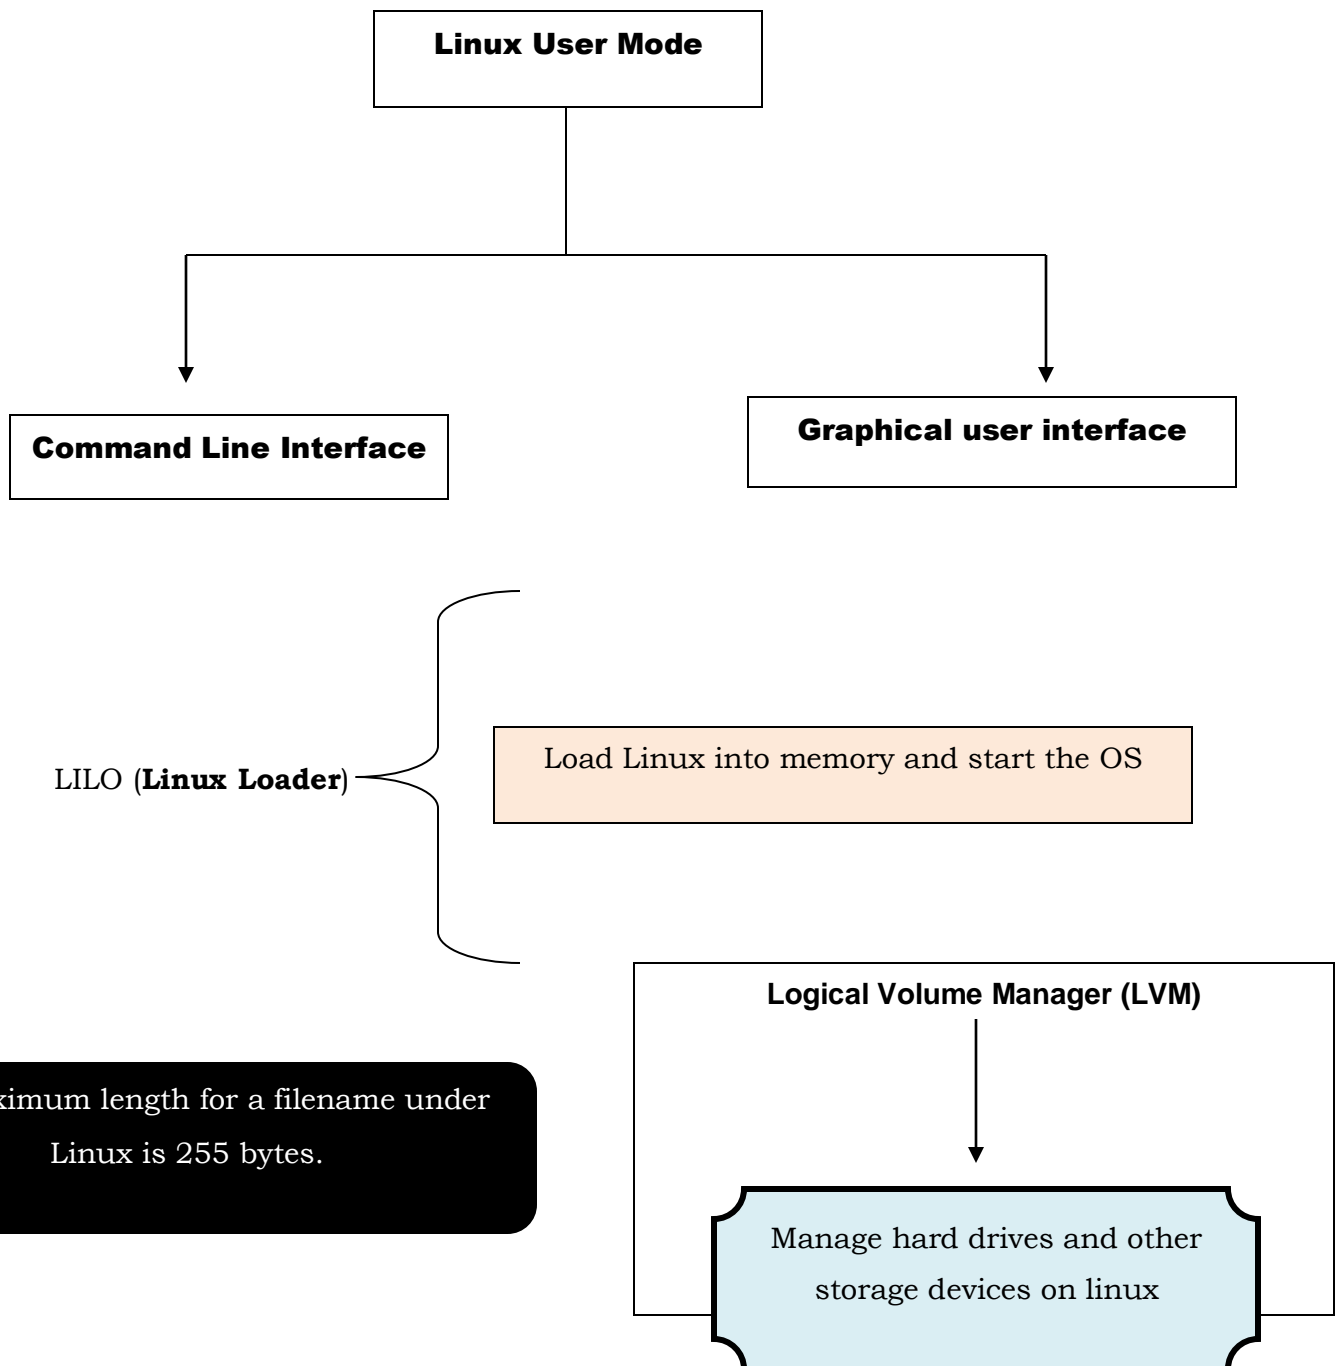 Linux User Mode
Command Line Interface
Graphical user interface
Load Linux into memory and start the OS
LILO (Linux Loader)
Logical Volume Manager (LVM)
length for a filename under
Linux is 255 bytes.
Manage hard drives and other
storage devices on linux